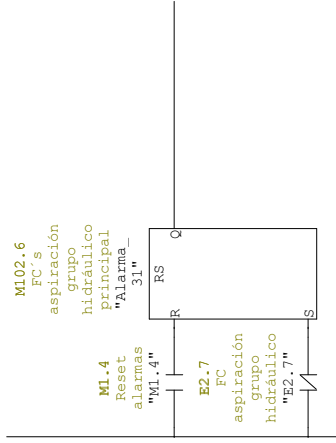 M102.6
FC´s
aspiración
grupo
hidráulico
principal
"Alarma_
31"
RS
M1.4
Reset
alarmas
"M1.4"
R
Q
E2.7
FC
aspiración
grupo
hidráulico
"E2.7"
S